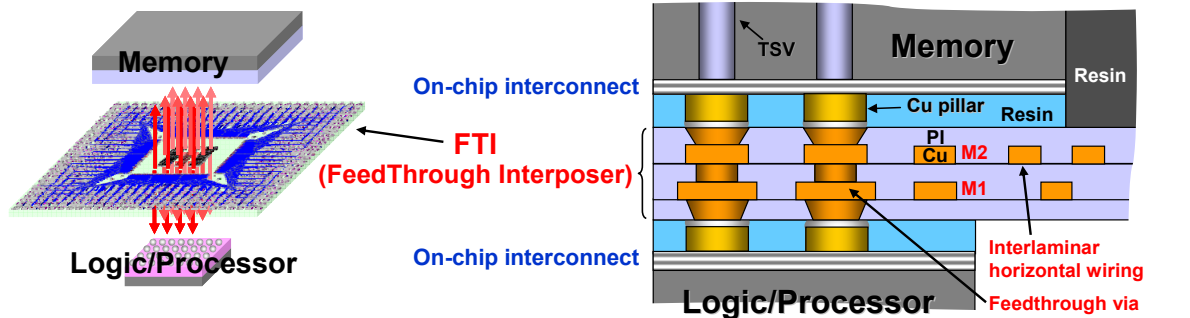 Memory
FTI
(FeedThrough Interposer)
Logic/Processor
On-chip interconnect
On-chip interconnect
TSV
Memory
Resin
Cu pillar
Resin
PI
Cu
M2
M1
Interlaminar
horizontal wiring
Feedthrough via
Logic/Processor